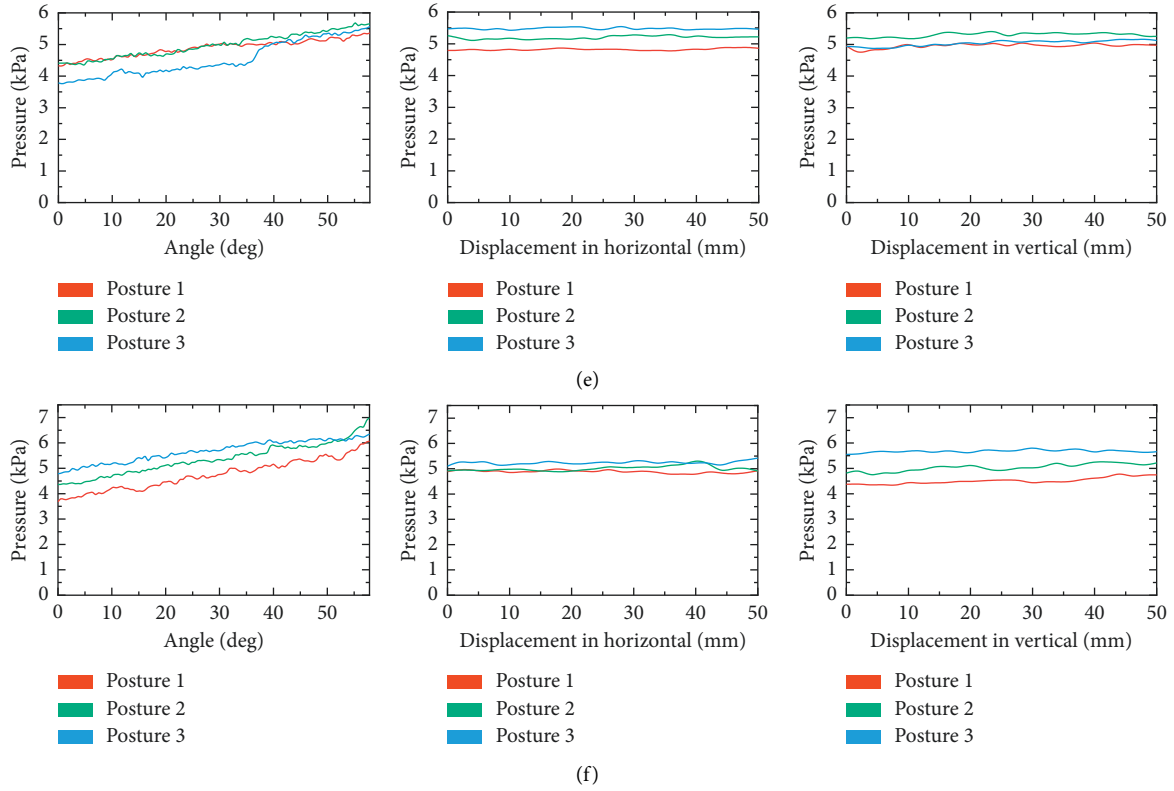 6
5
4
3
2
1
0
Pressure (kPa)
0 10 20 30 40 50
Angle (deg)
Posture 1
Posture 2
Posture 3
6
5
4
3
2
1
0
Pressure (kPa)
0 10 20 30 40 50
Displacement in horizontal (mm)
Posture 1
Posture 2
Posture 3
6
5
4
3
2
1
0
Pressure (kPa)
0 10 20 30 40 50
Displacement in vertical (mm)
Posture 1
Posture 2
Posture 3
(e)
7
6
5
4
3
2
1
0
Pressure (kPa)
0 10 20 30 40 50
Angle (deg)
Posture 1
Posture 2
Posture 3
7
6
5
4
3
2
1
0
Pressure (kPa)
0 10 20 30 40 50
Displacement in horizontal (mm)
Posture 1
Posture 2
Posture 3
7
6
5
4
3
2
1
0
Pressure (kPa)
0 10 20 30 40 50
Displacement in vertical (mm)
Posture 1
Posture 2
Posture 3
(f)